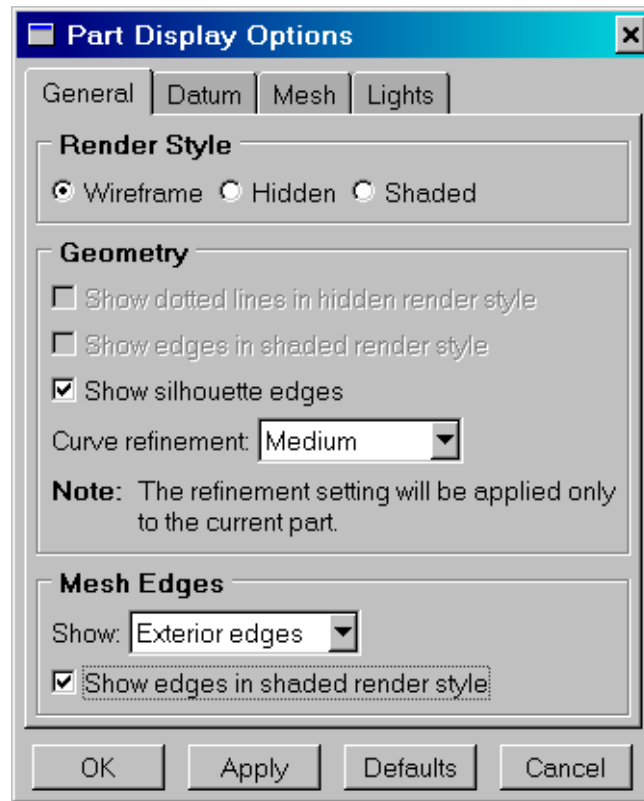 Part Display Options
General Datum Mesh Lights
Render Style
Wireframe Hidden Shaded
Geometry
Show dotted lines in hidden render style
Show edges in shaded render style
Show silhouette edges
Curve refinement: Medium
Note: The refinement setting will be applied only
to the current part.
Mesh Edges
Show: Exterior edges
Show edges in shaded render style
OK Apply Defaults Cancel